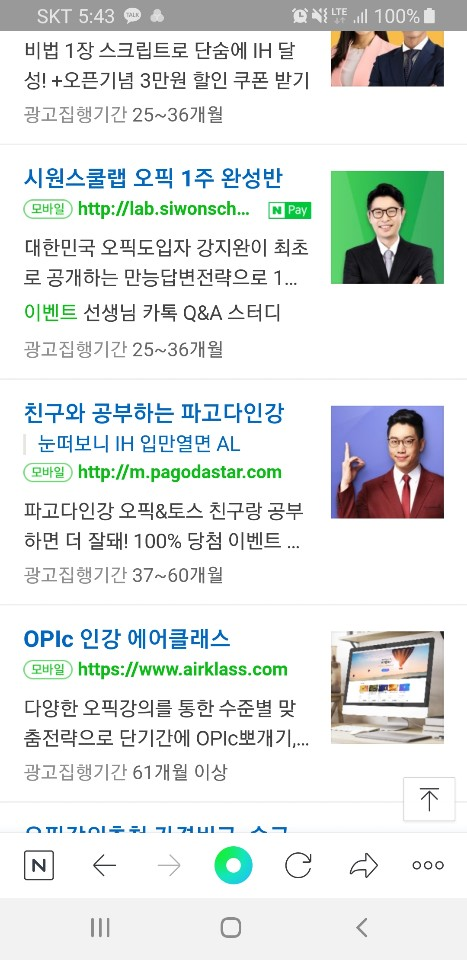 SKT 5:43 TALK LTE 100%
비법 1장 스크립트로 단숨에 IH 달
성! +오픈기념 3만원 할인 쿠폰 받기
광고집행기간 25~36개월
시원스쿨랩 오픽 1주 완성반
모바일 http://lab.siwonsch... N Pay
대한민국 오픽도입자 강지완이 최초
로 공개하는 만능답변전략으로 1...
이벤트 선생님 카톡 Q&A 스터디
광고집행기간 25~36개월
친구와 공부하는 파고다인강
눈떠보니 IH 입만열면 AL
모바일 http://m.pagodastar.com
파고다인강 오픽&토스 친구랑 공부
하면 더 잘돼! 100% 당첨 이벤트 ...
광고집행기간 37~60개월
OPIc 인강 에어클래스
모바일 https://www.airklass.com
다양한 오픽강의를 통한 수준별 맞
춤전략으로 단기간에 OPIc뽀개기,...
광고집행기간 61개월 이상
N